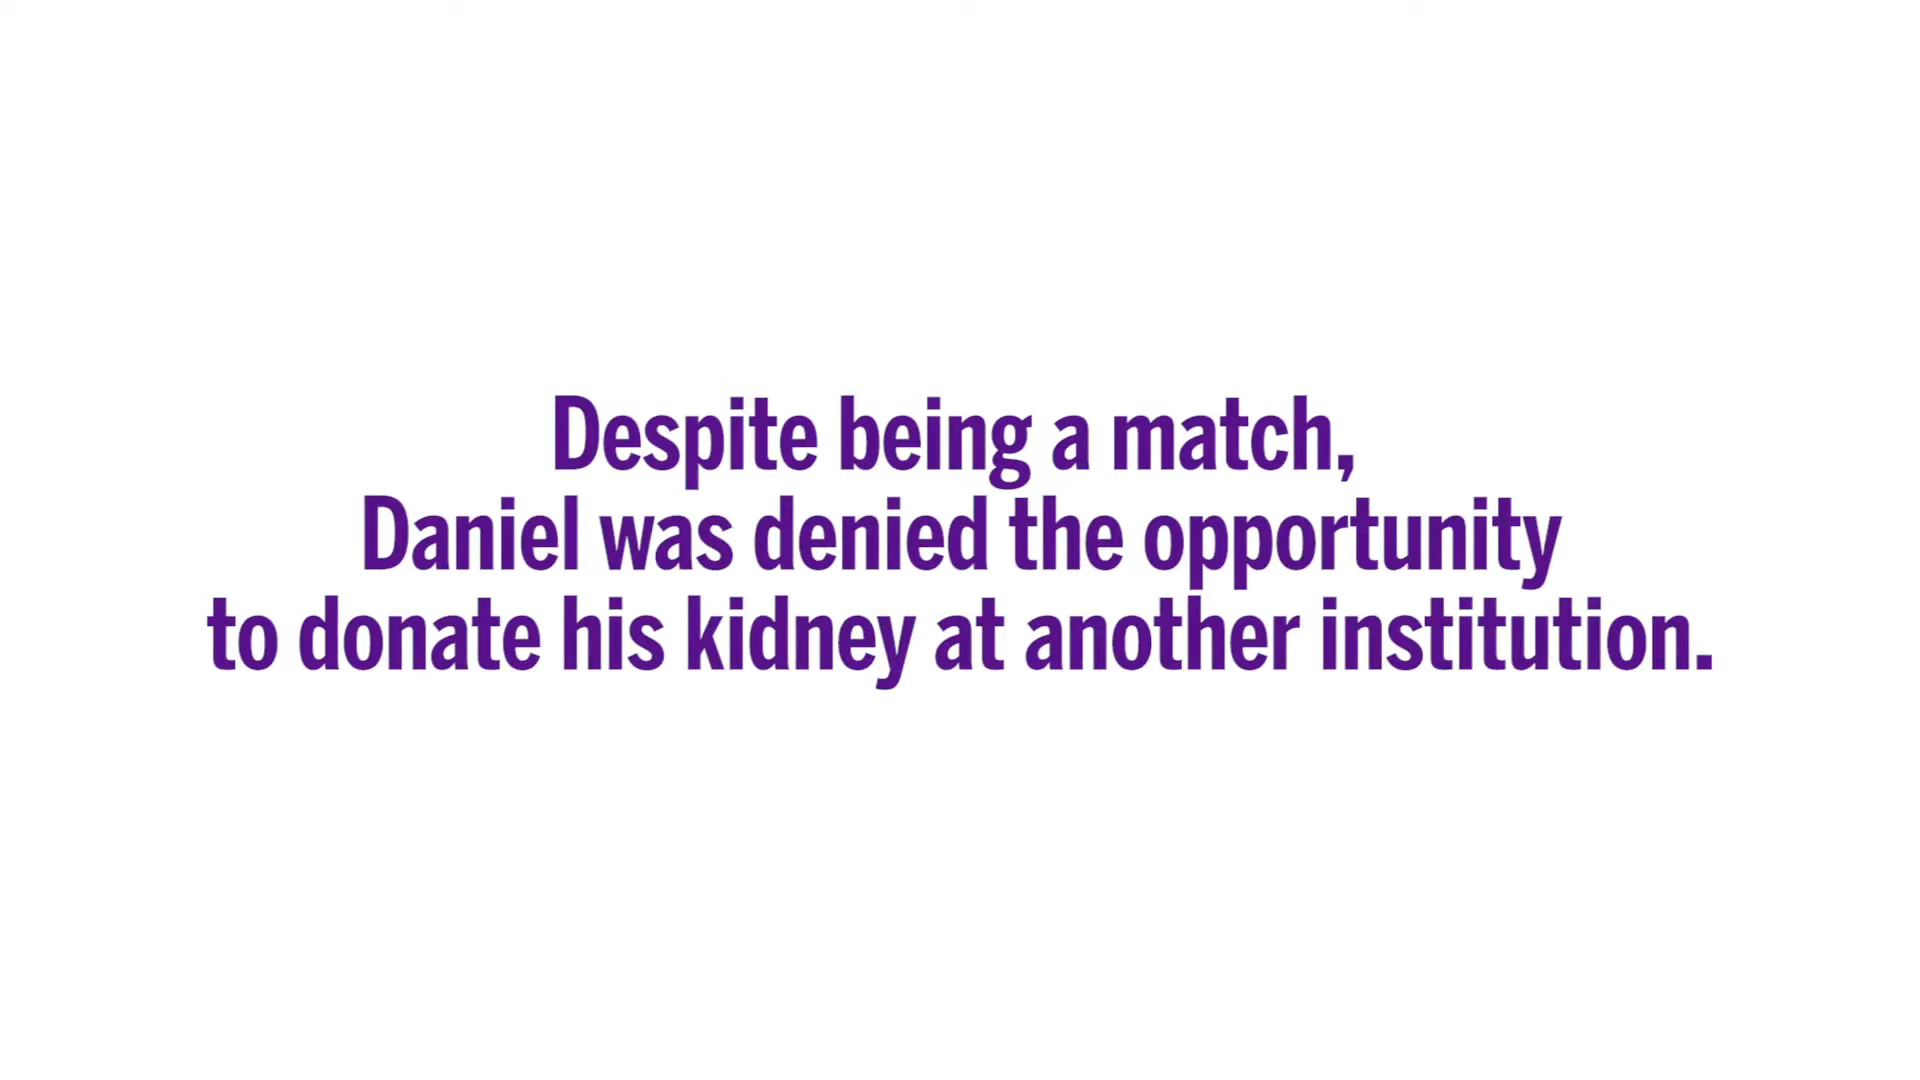 Despite being a match,
Daniel was denied the opportunity
to donate his kidney at another institution.